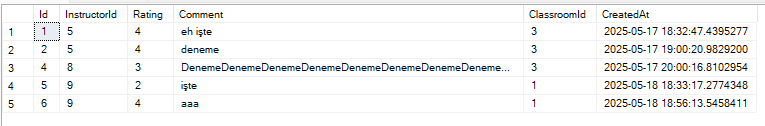 Id InstructorId Rating Comment ClassroomId CreatedAt
1 1 5 4 eh işte 3 2025-05-17 18:32:47.4395277
2 2 5 4 deneme 3 2025-05-17 19:00:20.9829200
3 4 8 3 DenemeDenemeDenemeDenemeDenemeDenemeDenemeDeneme... 3 2025-05-17 20:00:16.8102954
4 5 9 2 işte 1 2025-05-18 18:33:17.2774348
5 6 9 4 aaa 1 2025-05-18 18:56:13.5458411